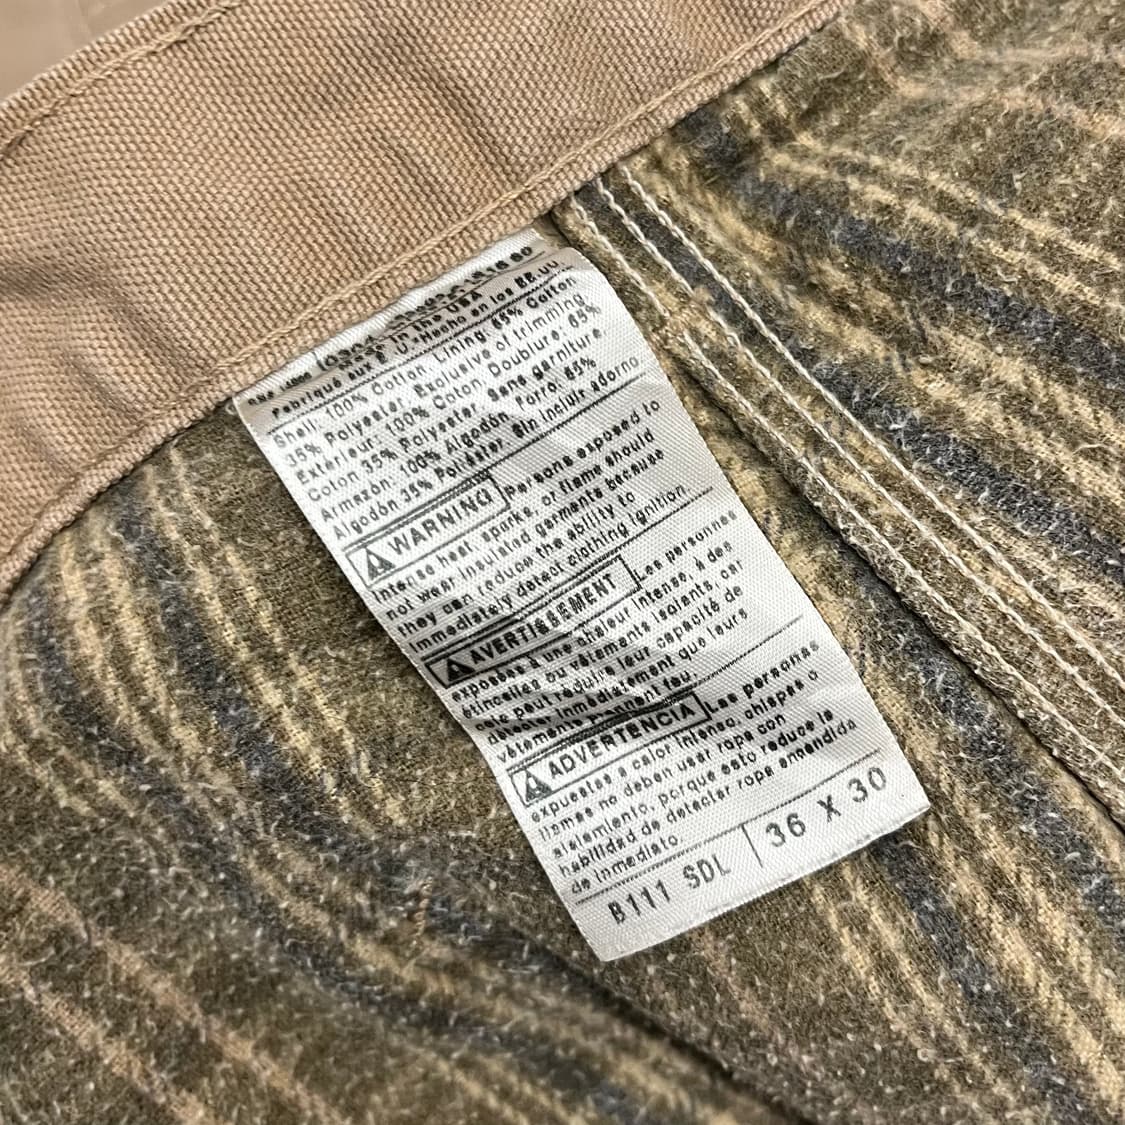 Made in the USA
Fabriqué aux É.-U.•Hecho en los EE.UU.
Shell: 100% Cotton Lining: 65% Cotton
35% Polyester. Exclusive of trimming
Extérieur: 100% Coton. Doublure: 65%
Coton 35% Polyester. Sans garniture.
Armazón: 100% Algodón. Forro: 65%
Algodón 35% Poliéster. Sin incluir adorno
WARNING Persons exposed to
intense heat, sparks, or flame should
not wear insulated garments because
they can reduce the ability to
immediately detect clothing ignition.
AVERTISSEMENT Les personnes
exposées à une chaleur intense, à des
étincelles ou vêtements isolants, car
cela peut réduire leur capacité de
détecter immédiatement que leurs
vêtements prennent feu.
ADVERTENCIA Las personas
expuestas a calor intenso, chispas o
llamas no deben usar ropa con
aislamiento, porque esto reduce la
habilidad de detectar ropa encendida
de inmediato.
B111 SDL 36 X 30